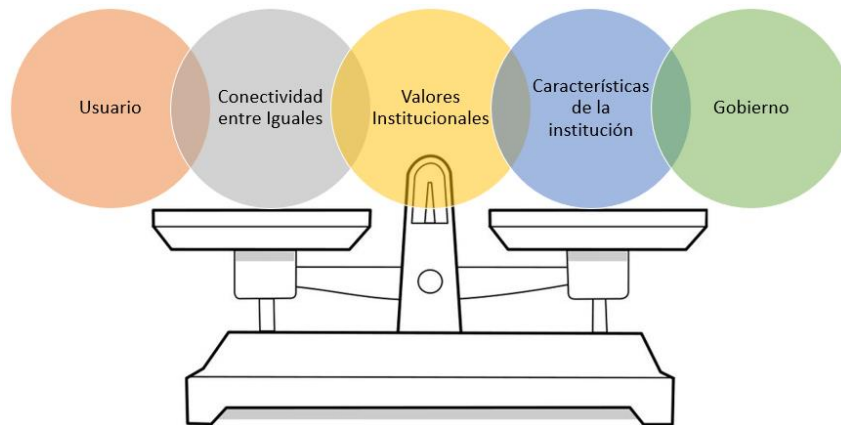 Usuario
Conectividad
entre Iguales
Valores
Institucionales
Características
de la
institución
Gobierno